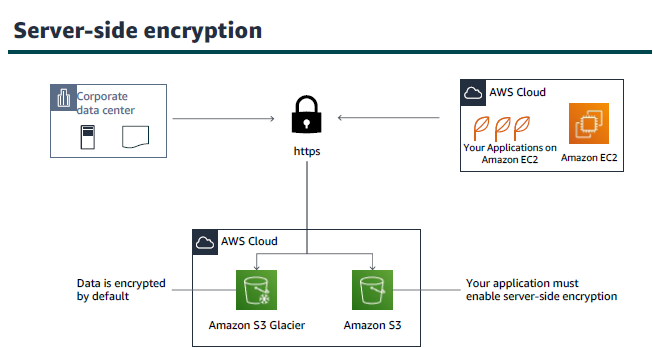 Server-side encryption
Corporate
data center
https
AWS Cloud
Your Applications on
Amazon EC2
Amazon EC2
AWS Cloud
Data is encrypted
by default
Amazon S3 Glacier
Amazon S3
Your application must
enable server-side encryption